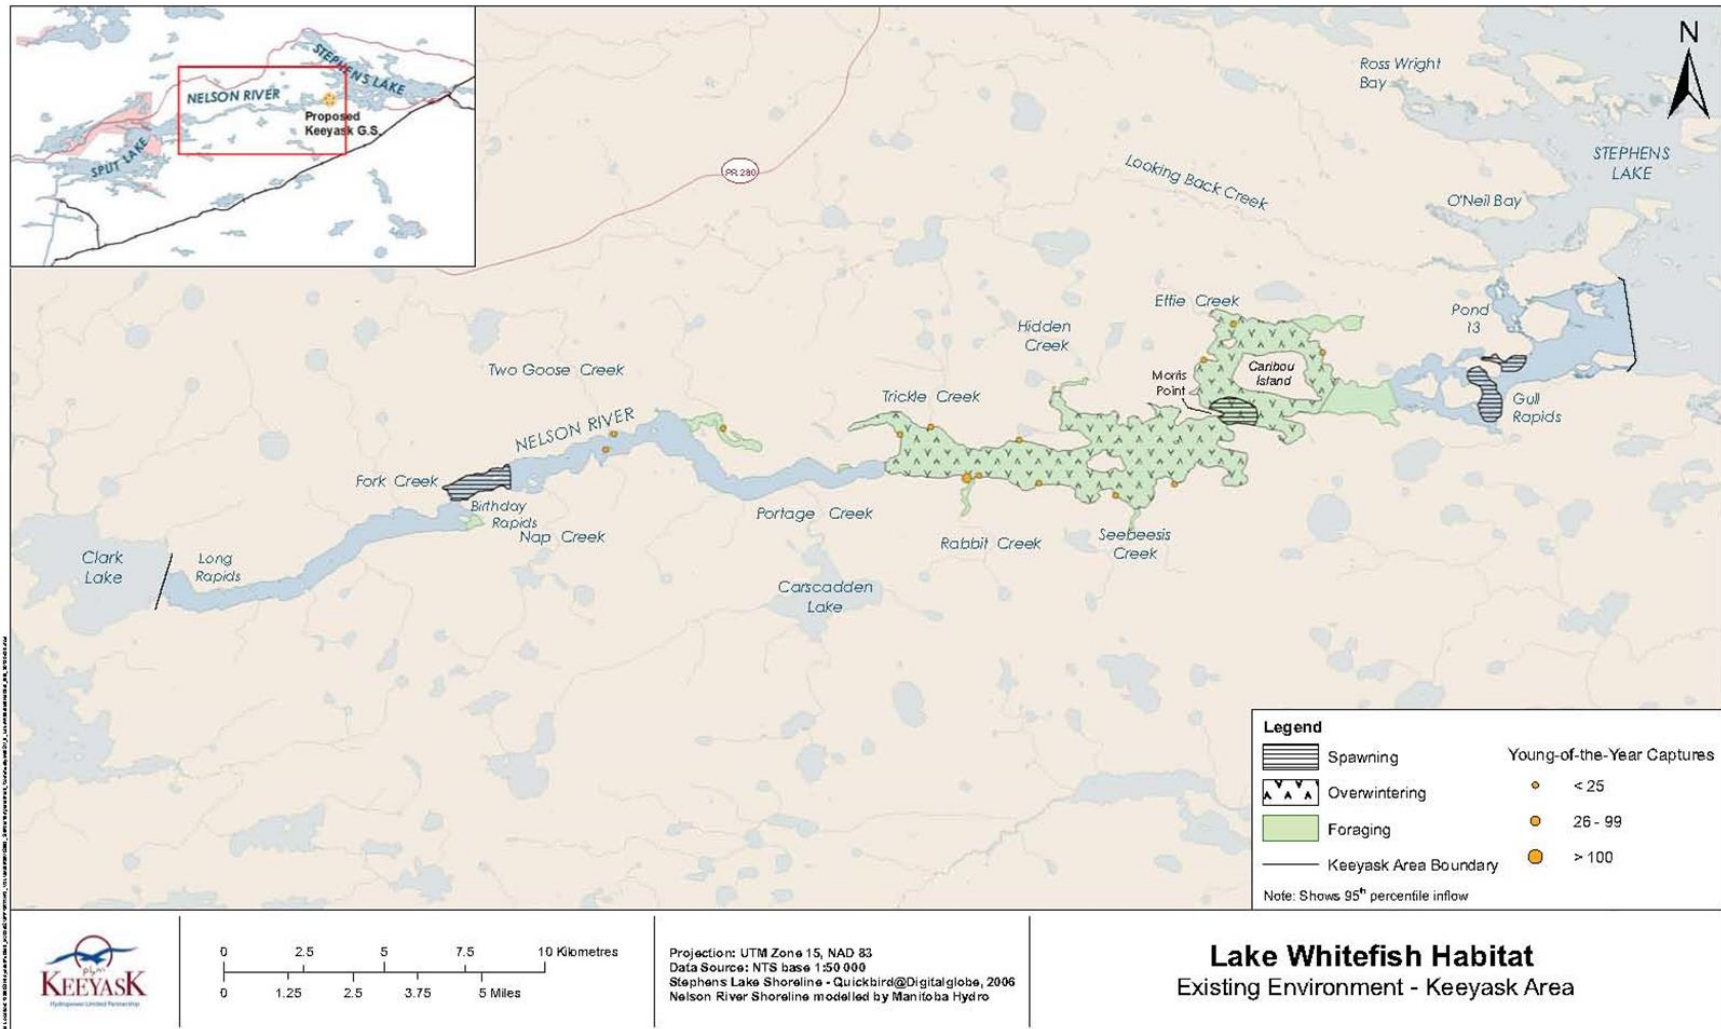 STEPHENS LAKE
NELSON RIVER
Proposed
Keeyask G.S.
SPLIT LAKE
PR 280
N
Ross Wright
Bay
STEPHENS
LAKE
Looking Back Creek
O'Neil Bay
Effie Creek
Pond
13
Hidden
Creek
Caribou
Island
Morris
Point
Two Goose Creek
Trickle Creek
Gull
Rapids
NELSON RIVER
Fork Creek
Birthday
Rapids
Nap Creek
Portage Creek
Rabbit Creek
Seebeesis
Creek
Clark
Lake
Long
Rapids
Carscadden
Lake
Legend
Spawning
Overwintering
Foraging
Keeyask Area Boundary
Note: Shows 95th percentile inflow
Young-of-the-Year Captures
< 25
26 - 99
> 100
KEEYASK
Hydropower Limited Partnership
0 2.5 5 7.5 10 Kilometres
0 1.25 2.5 3.75 5 Miles
Projection: UTM Zone 15, NAD 83
Data Source: NTS base 1:50 000
Stephens Lake Shoreline - Quickbird@Digitalglobe, 2006
Nelson River Shoreline modelled by Manitoba Hydro
Lake Whitefish Habitat
Existing Environment - Keeyask Area